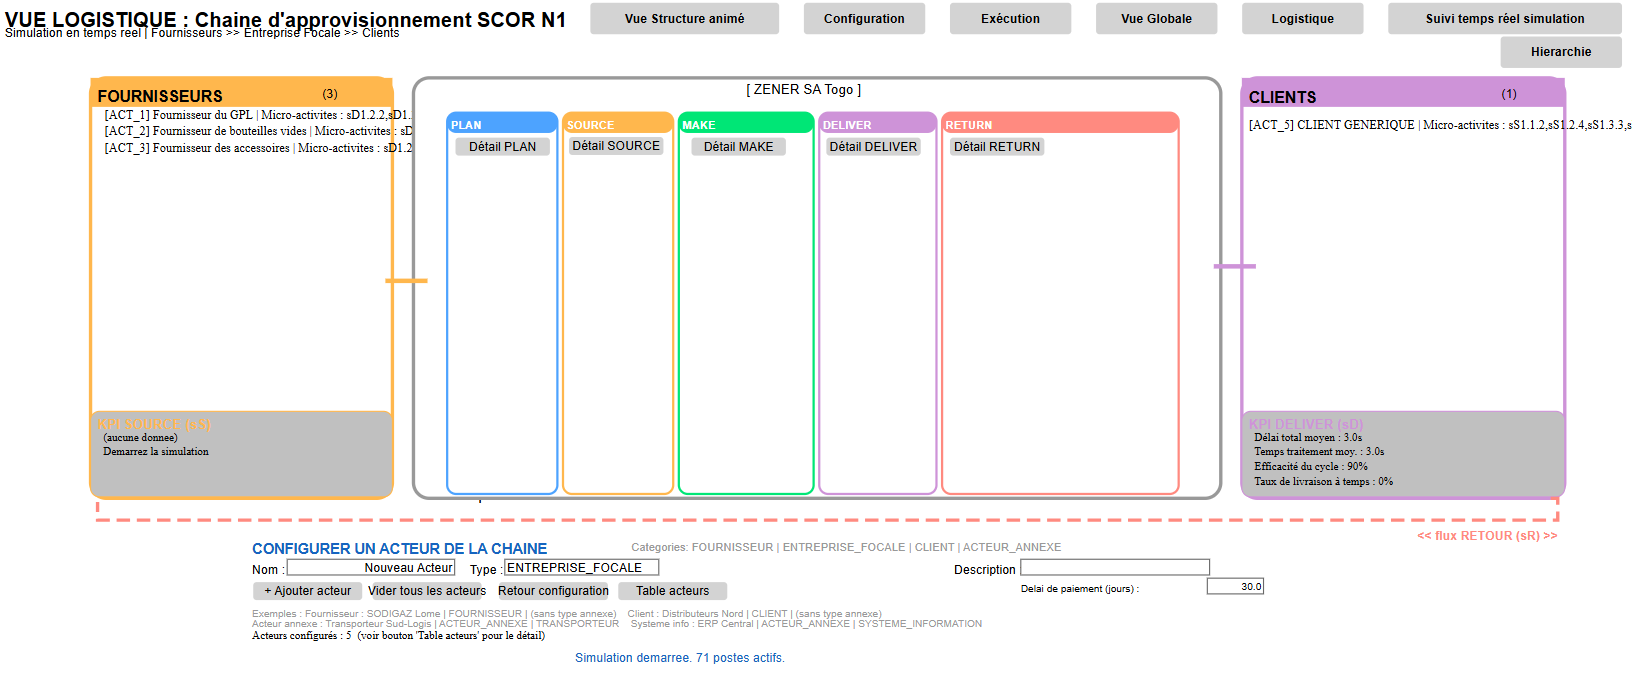 VUE LOGISTIQUE : Chaine d'approvisionnement SCOR N1
Simulation en temps reel | Fournisseurs >> Entreprise Focale >> Clients
Vue Structure animé
Configuration
Exécution
Vue Globale
Logistique
Suivi temps réel simulation
Hierarchie
FOURNISSEURS (3)
[ACT_1] Fournisseur du GPL | Micro-activites : sD1.2.2,sD1.
[ACT_2] Fournisseur de bouteilles vides | Micro-activites : sD
[ACT_3] Fournisseur des accessoires | Micro-activites : sD1.2
KPI SOURCE (sS)
(aucune donnee)
Demarrez la simulation
[ ZENER SA Togo ]
PLAN
Détail PLAN
SOURCE
Détail SOURCE
MAKE
Détail MAKE
DELIVER
Détail DELIVER
RETURN
Détail RETURN
CLIENTS (1)
[ACT_5] CLIENT GENERIQUE | Micro-activites : sS1.1.2,sS1.2.4,sS1.3.3,s
KPI DELIVER (sD)
Délai total moyen : 3.0s
Temps traitement moy. : 3.0s
Efficacité du cycle : 90%
Taux de livraison à temps : 0%
<< flux RETOUR (sR) >>
CONFIGURER UN ACTEUR DE LA CHAINE
Categories: FOURNISSEUR | ENTREPRISE_FOCALE | CLIENT | ACTEUR_ANNEXE
Nom : Nouveau Acteur Type : ENTREPRISE_FOCALE Description
+ Ajouter acteur
Vider tous les acteurs
Retour configuration
Table acteurs
Delai de paiement (jours) : 30.0
Exemples : Fournisseur : SODIGAZ Lome | FOURNISSEUR | (sans type annexe) Client : Distributeurs Nord | CLIENT | (sans type annexe)
Acteur annexe : Transporteur Sud-Logis | ACTEUR_ANNEXE | TRANSPORTEUR Systeme info : ERP Central | ACTEUR_ANNEXE | SYSTEME_INFORMATION
Acteurs configurés : 5 (voir bouton 'Table acteurs' pour le détail)
Simulation demarree. 71 postes actifs.